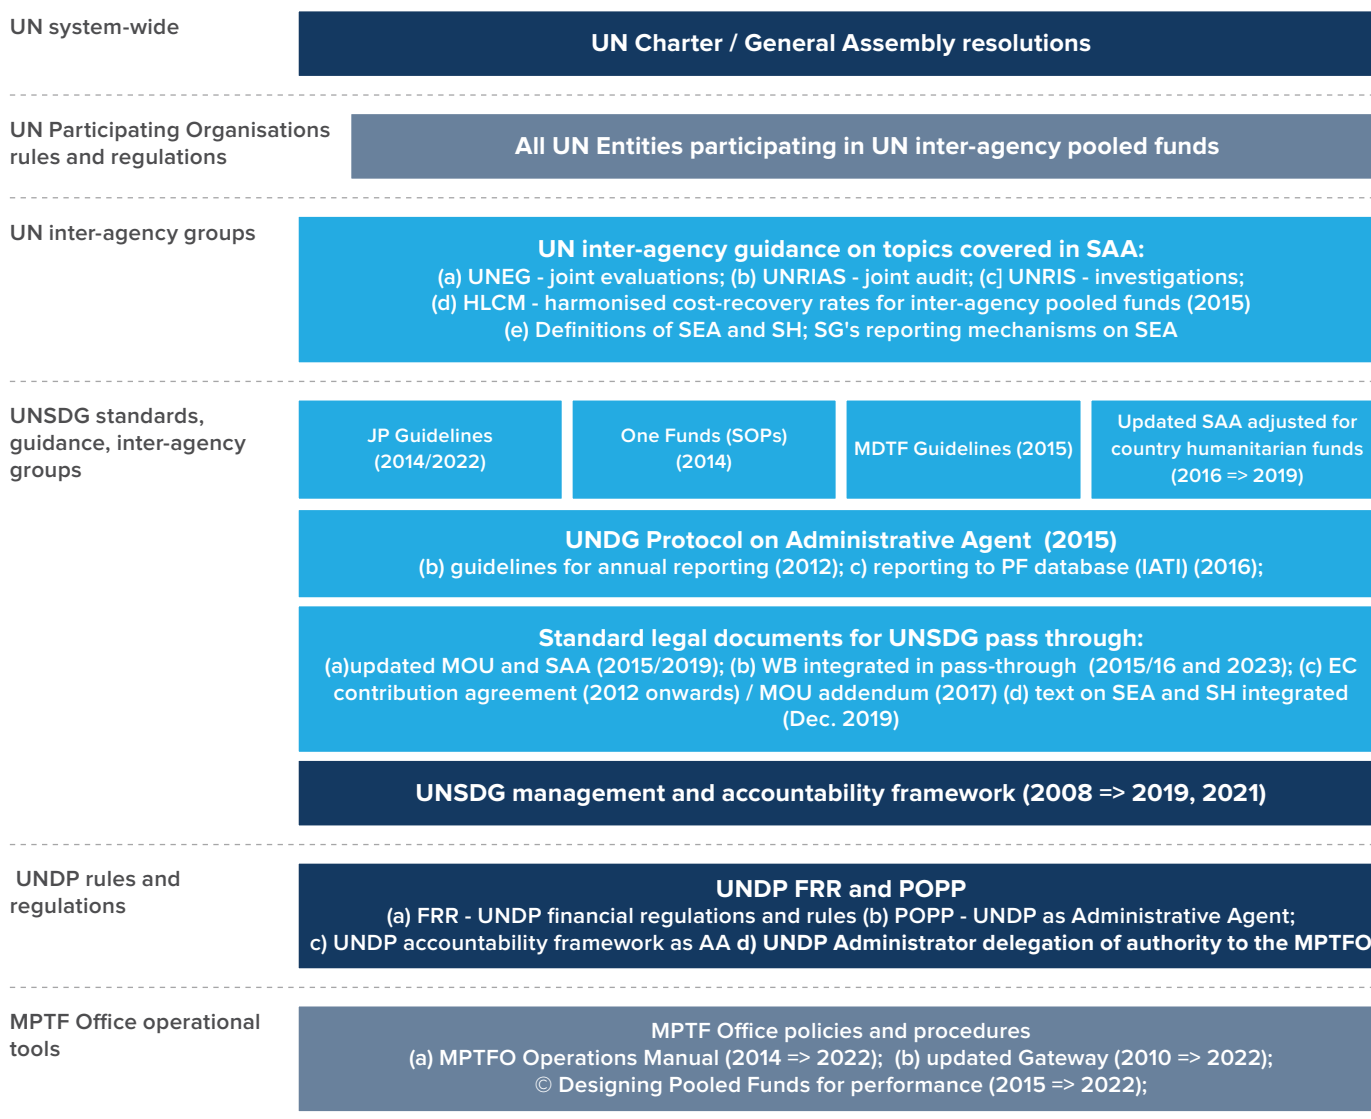 UN system-wide
UN Charter / General Assembly resolutions
UN Participating Organisations
rules and regulations
All UN Entities participating in UN inter-agency pooled funds
UN inter-agency groups
UN inter-agency guidance on topics covered in SAA:
(a) UNEG - joint evaluations; (b) UNRIAS - joint audit; (c] UNRIS - investigations;
(d) HLCM - harmonised cost-recovery rates for inter-agency pooled funds (2015)
(e) Definitions of SEA and SH; SG's reporting mechanisms on SEA
UNSDG standards,
guidance, inter-agency
groups
JP Guidelines
(2014/2022)
One Funds (SOPs)
(2014)
MDTF Guidelines (2015)
Updated SAA adjusted for
country humanitarian funds
(2016 => 2019)
UNDG Protocol on Administrative Agent (2015)
(b) guidelines for annual reporting (2012); c) reporting to PF database (IATI) (2016);
Standard legal documents for UNSDG pass through:
(a)updated MOU and SAA (2015/2019); (b) WB integrated in pass-through (2015/16 and 2023); (c) EC
contribution agreement (2012 onwards) / MOU addendum (2017) (d) text on SEA and SH integrated
(Dec. 2019)
UNSDG management and accountability framework (2008 => 2019, 2021)
UNDP rules and
regulations
UNDP FRR and POPP
(a) FRR - UNDP financial regulations and rules (b) POPP - UNDP as Administrative Agent;
c) UNDP accountability framework as AA d) UNDP Administrator delegation of authority to the MPTFO
MPTF Office operational
tools
MPTF Office policies and procedures
(a) MPTFO Operations Manual (2014 => 2022); (b) updated Gateway (2010 => 2022);
© Designing Pooled Funds for performance (2015 => 2022);